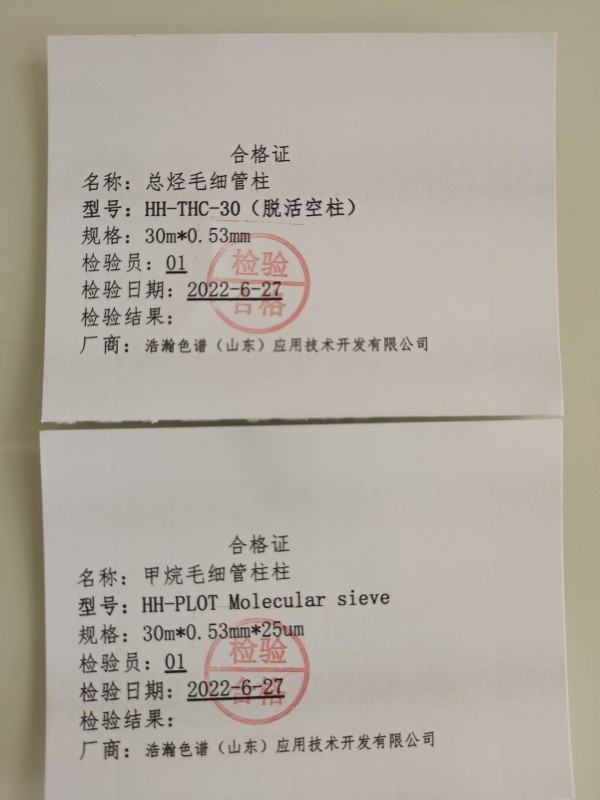 合格证
名称：总烃毛细管柱
型号：HH-THC-30（脱活空柱）
规格：30m*0.53mm
检验员：01
检验日期：2022-6-27
检验结果：
检验
合格
厂商：浩瀚色谱（山东）应用技术开发有限公司
合格证
名称：甲烷毛细管柱柱
型号：HH-PLOT Molecular sieve
规格：30m*0.53mm*25um
检验员：01
检验日期：2022-6-27
检验结果：
检验
合格
厂商：浩瀚色谱（山东）应用技术开发有限公司